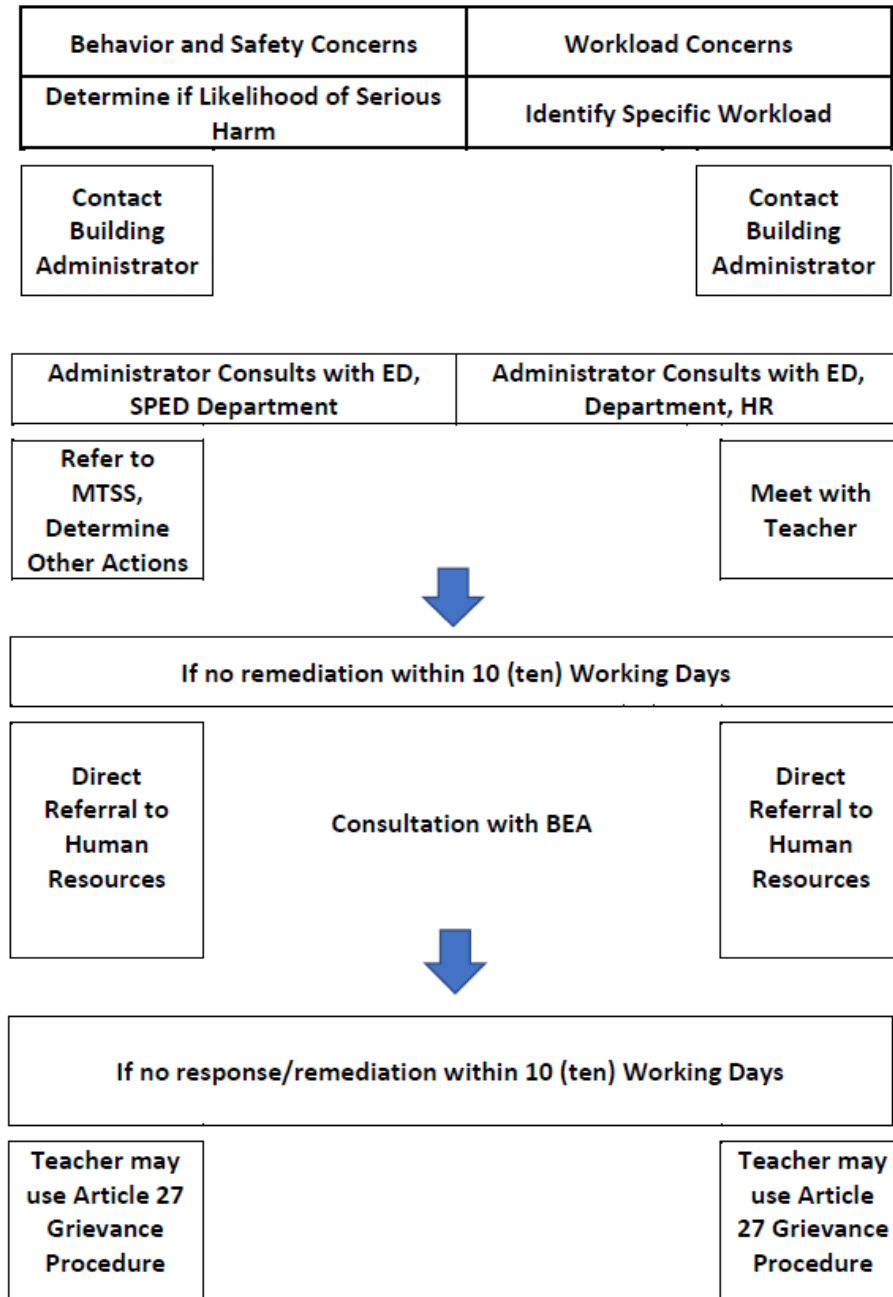 Behavior and Safety Concerns
Workload Concerns
Determine if Likelihood of Serious
Harm
Identify Specific Workload
Contact
Building
Administrator
Contact
Building
Administrator
Administrator Consults with ED,
SPED Department
Administrator Consults with ED,
Department, HR
Refer to
MTSS,
Determine
Other Actions
Meet with
Teacher
If no remediation within 10 (ten) Working Days
Direct
Referral to
Human
Resources
Consultation with BEA
Direct
Referral to
Human
Resources
If no response/remediation within 10 (ten) Working Days
Teacher may
use Article 27
Grievance
Procedure
Teacher may
use Article
27 Grievance
Procedure